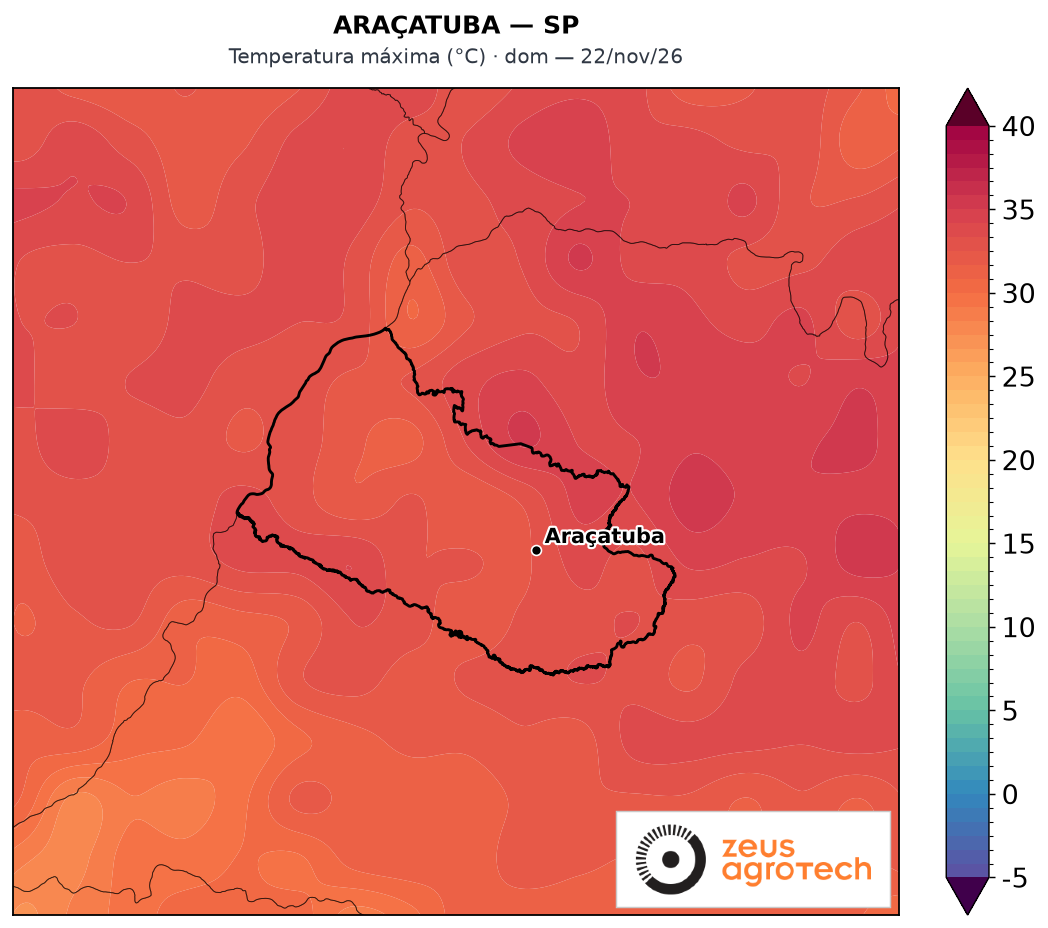 ARAÇATUBA — SP
Temperatura máxima (°C) · dom — 22/nov/26
40
35
30
25
20
15
10
5
0
-5
Araçatuba
zeus
agrotech